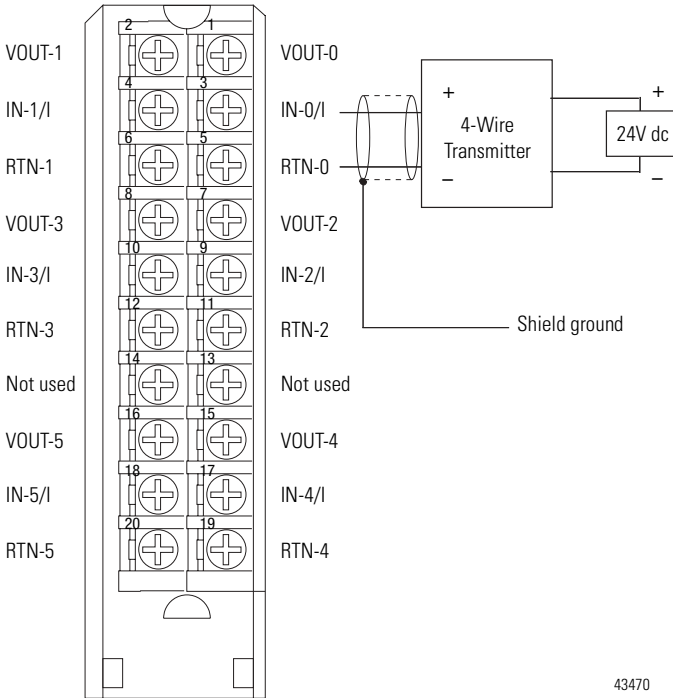 2 1
VOUT-1 VOUT-0
4 3
IN-1/I IN-0/I
6 5
RTN-1 RTN-0
8 7
VOUT-3 VOUT-2
10 9
IN-3/I IN-2/I
12 11
RTN-3 RTN-2
14 13
Not used Not used
16 15
VOUT-5 VOUT-4
18 17
IN-5/I IN-4/I
20 19
RTN-5 RTN-4
+
4-Wire
Transmitter
–
+
24V dc
–
Shield ground
43470